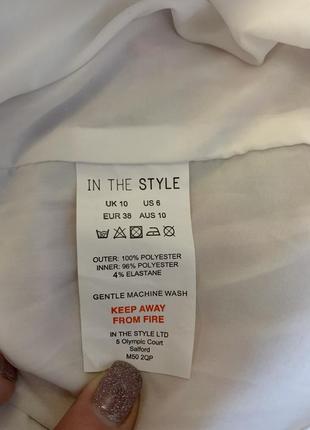 IN THE STYLE
UK 10 US 6
EUR 38 AUS 10
OUTER: 100% POLYESTER
INNER: 96% POLYESTER
4% ELASTANE
GENTLE MACHINE WASH
KEEP AWAY
FROM FIRE
IN THE STYLE LTD
5 Olympic Court
Salford
M50 2QP